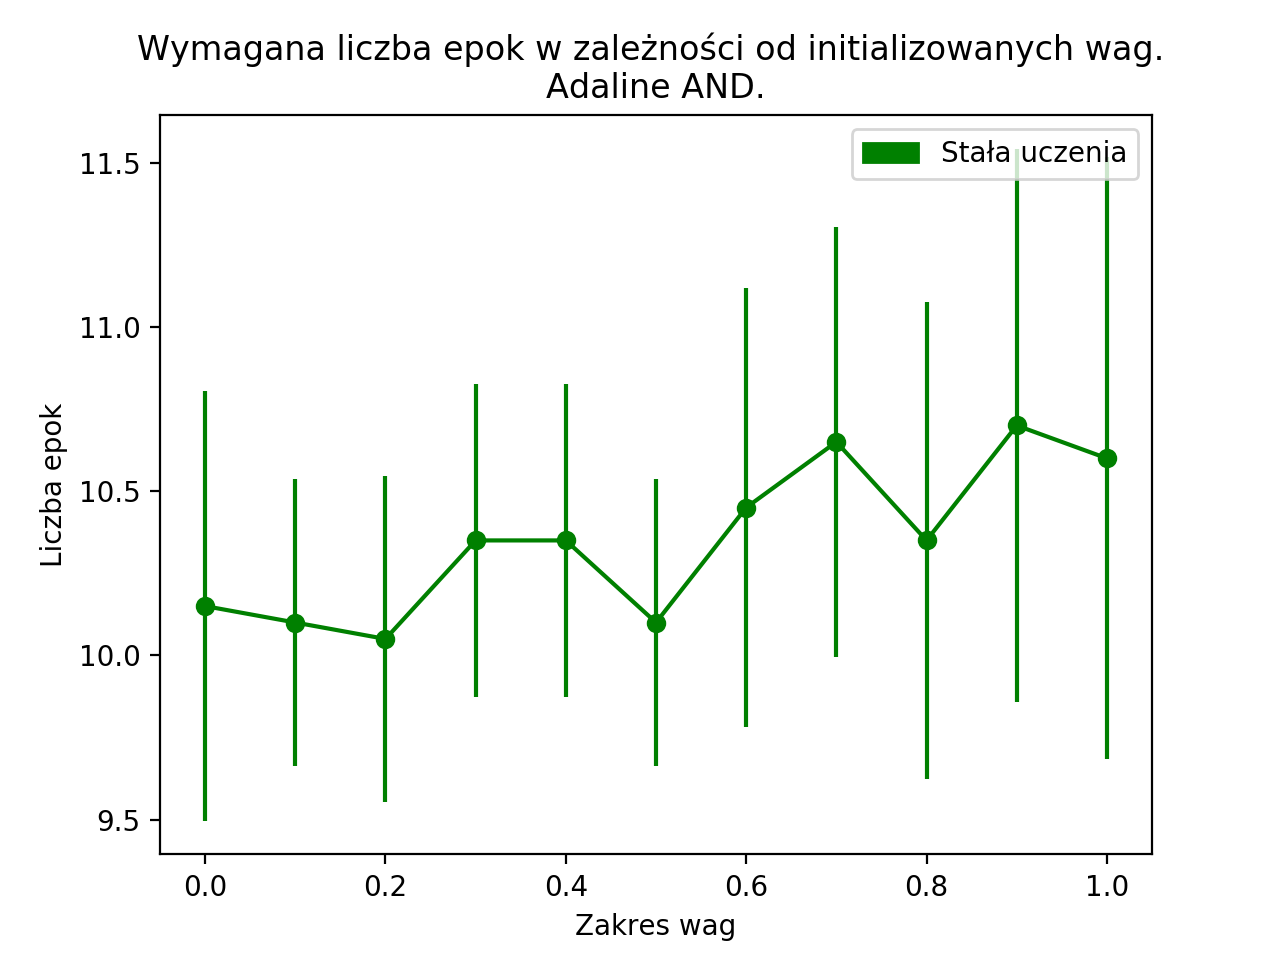 Wymagana liczba epok w zależności od initializowanych wag.
Adaline AND.
Stała uczenia
11.5
11.0
10.5
10.0
9.5
Liczba epok
0.0 0.2 0.4 0.6 0.8 1.0
Zakres wag